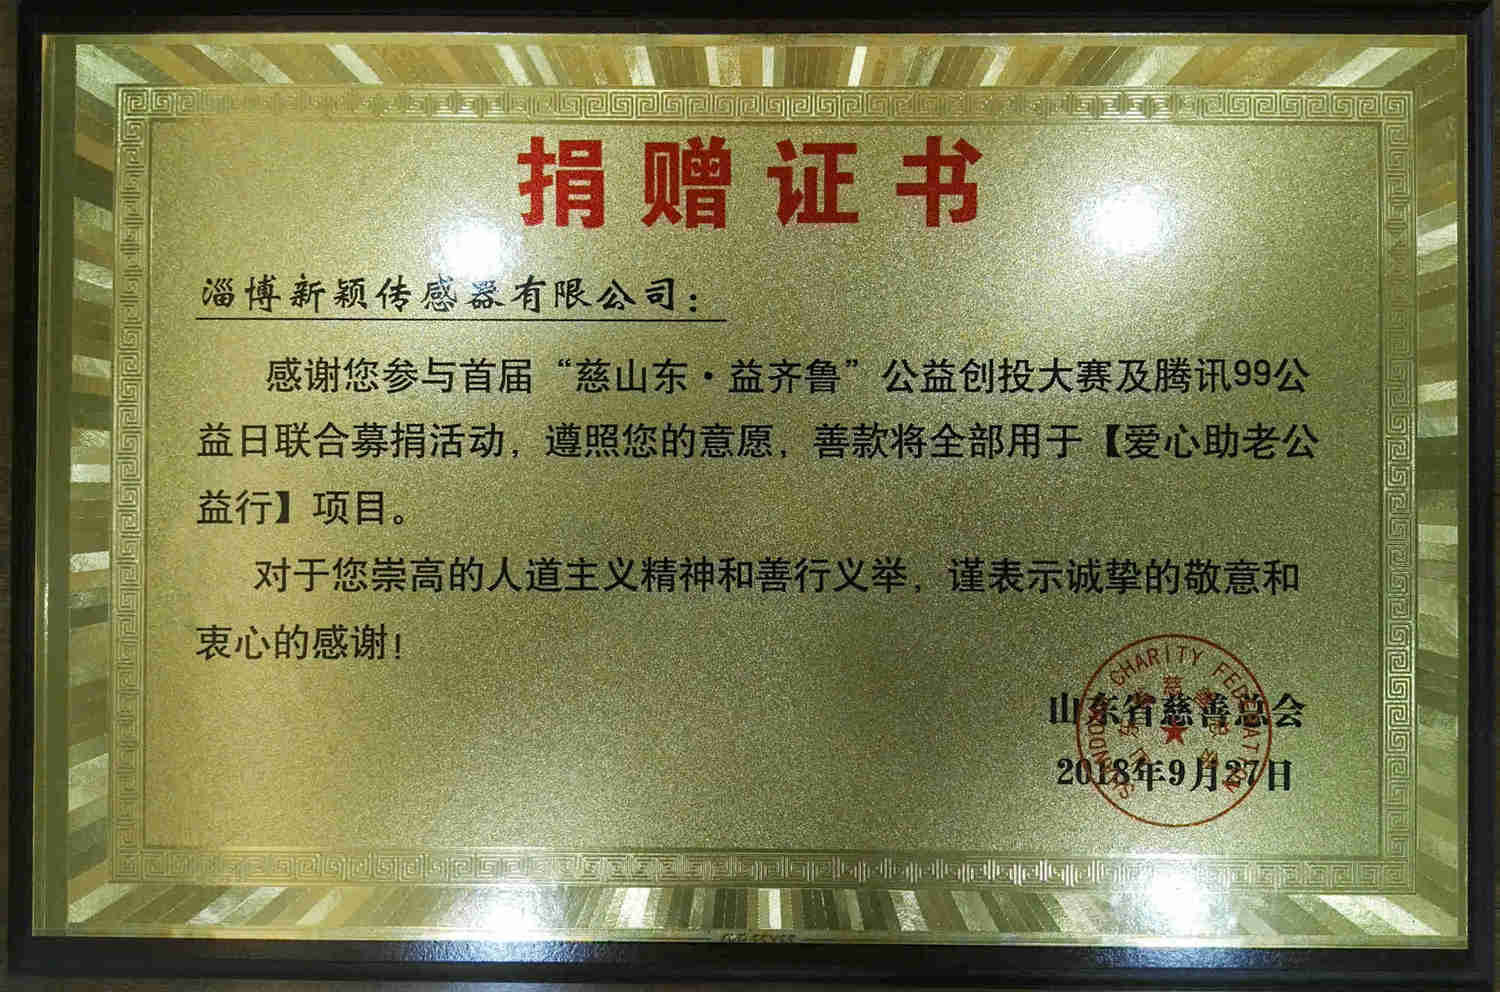 捐赠证书
淄博新颖传感器有限公司：
感谢您参与首届“慈山东·益齐鲁”公益创投大赛及腾讯99公
益日联合募捐活动，遵照您的意愿，善款将全部用于【爱心助老公
益行】项目。
对于您崇高的人道主义精神和善行义举，谨表示诚挚的敬意和
衷心的感谢！
SHANDONG CHARITY FEDERATION
山东省慈善总会
2018年9月27日